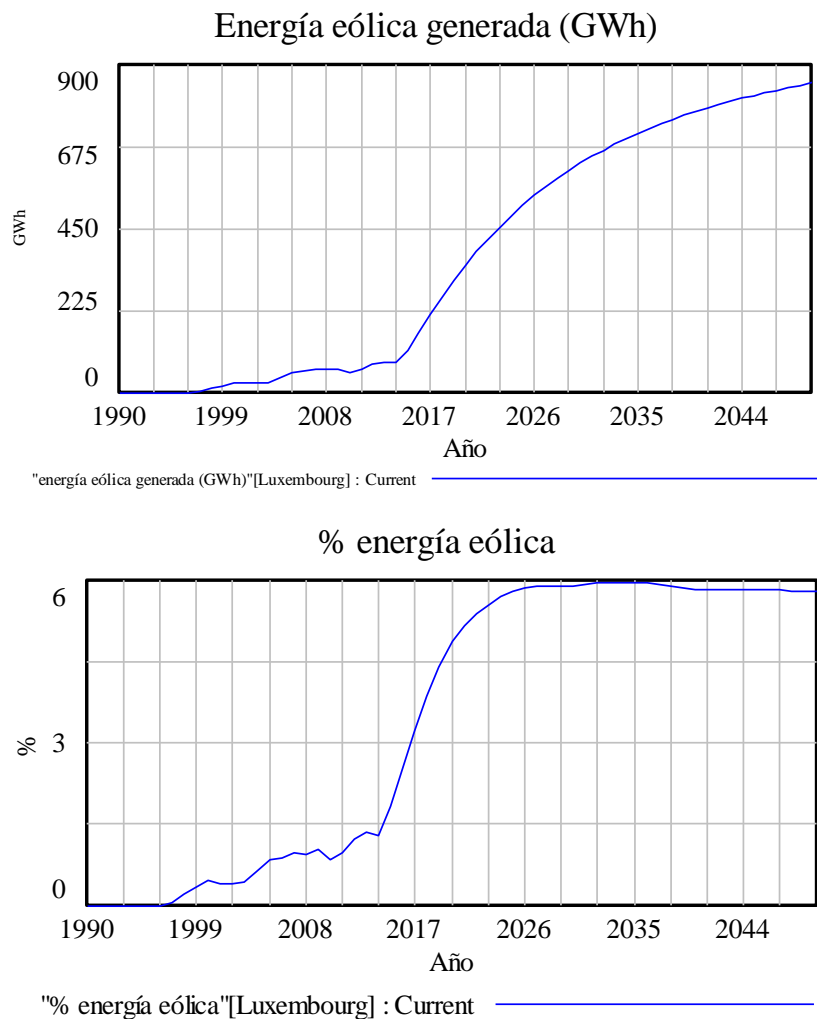 Energía eólica generada (GWh)
900
675
450
225
0
GWh
1990 1999 2008 2017 2026 2035 2044
Año
"energía eólica generada (GWh)"[Luxembourg] : Current
% energía eólica
6
3
0
%
1990 1999 2008 2017 2026 2035 2044
Año
"% energía eólica"[Luxembourg] : Current